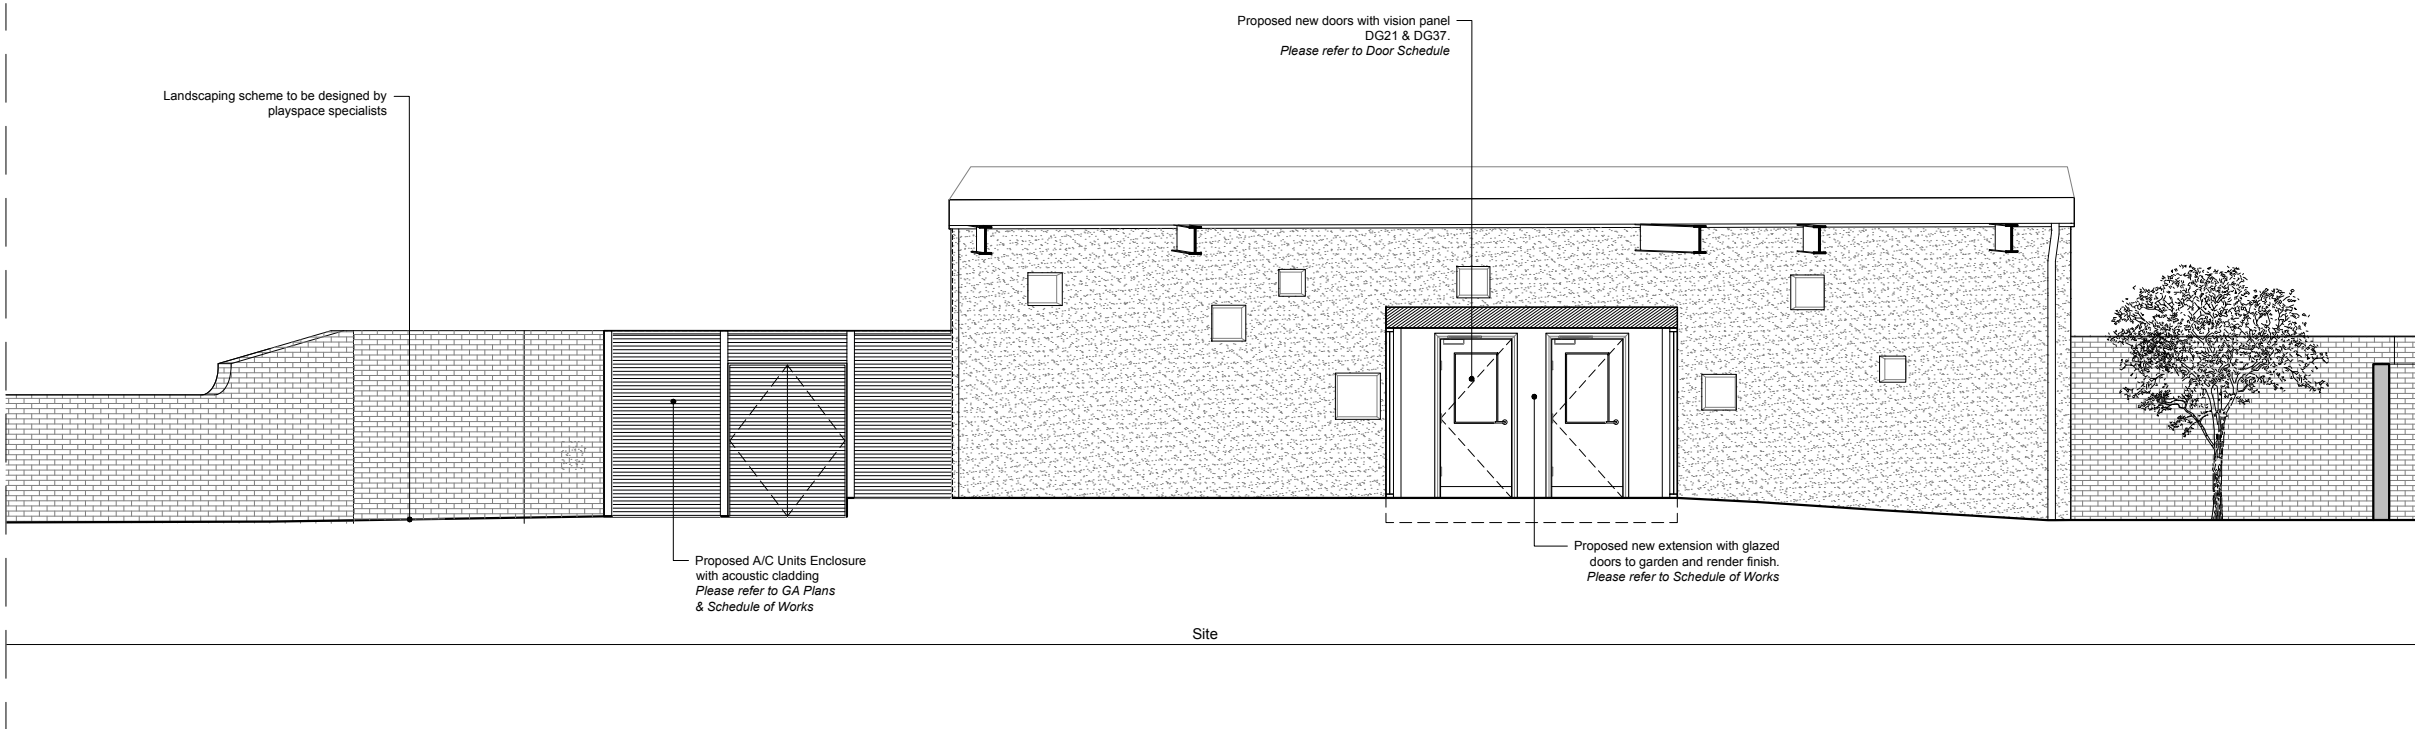 Proposed new doors with vision panel
DG21 & DG37.
Please refer to Door Schedule
Landscaping scheme to be designed by
playspace specialists
Proposed A/C Units Enclosure
with acoustic cladding
Please refer to GA Plans
& Schedule of Works
Proposed new extension with glazed
doors to garden and render finish.
Please refer to Schedule of Works
Site